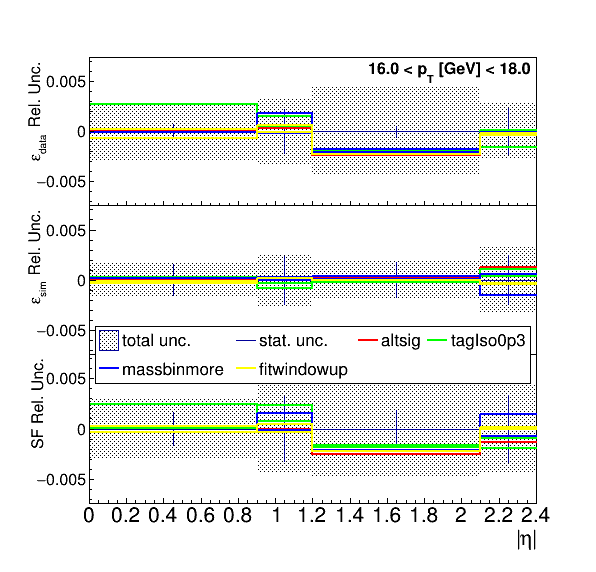 16.0 < p_T [GeV] < 18.0
ε_data Rel. Unc.
0.005
0
−0.005
ε_sim Rel. Unc.
0.005
0
−0.005
total unc. stat. unc. altsig tagIso0p3
massbinmore fitwindowup
SF Rel. Unc.
0.005
0
−0.005
0 0.2 0.4 0.6 0.8 1 1.2 1.4 1.6 1.8 2 2.2 2.4
|η|